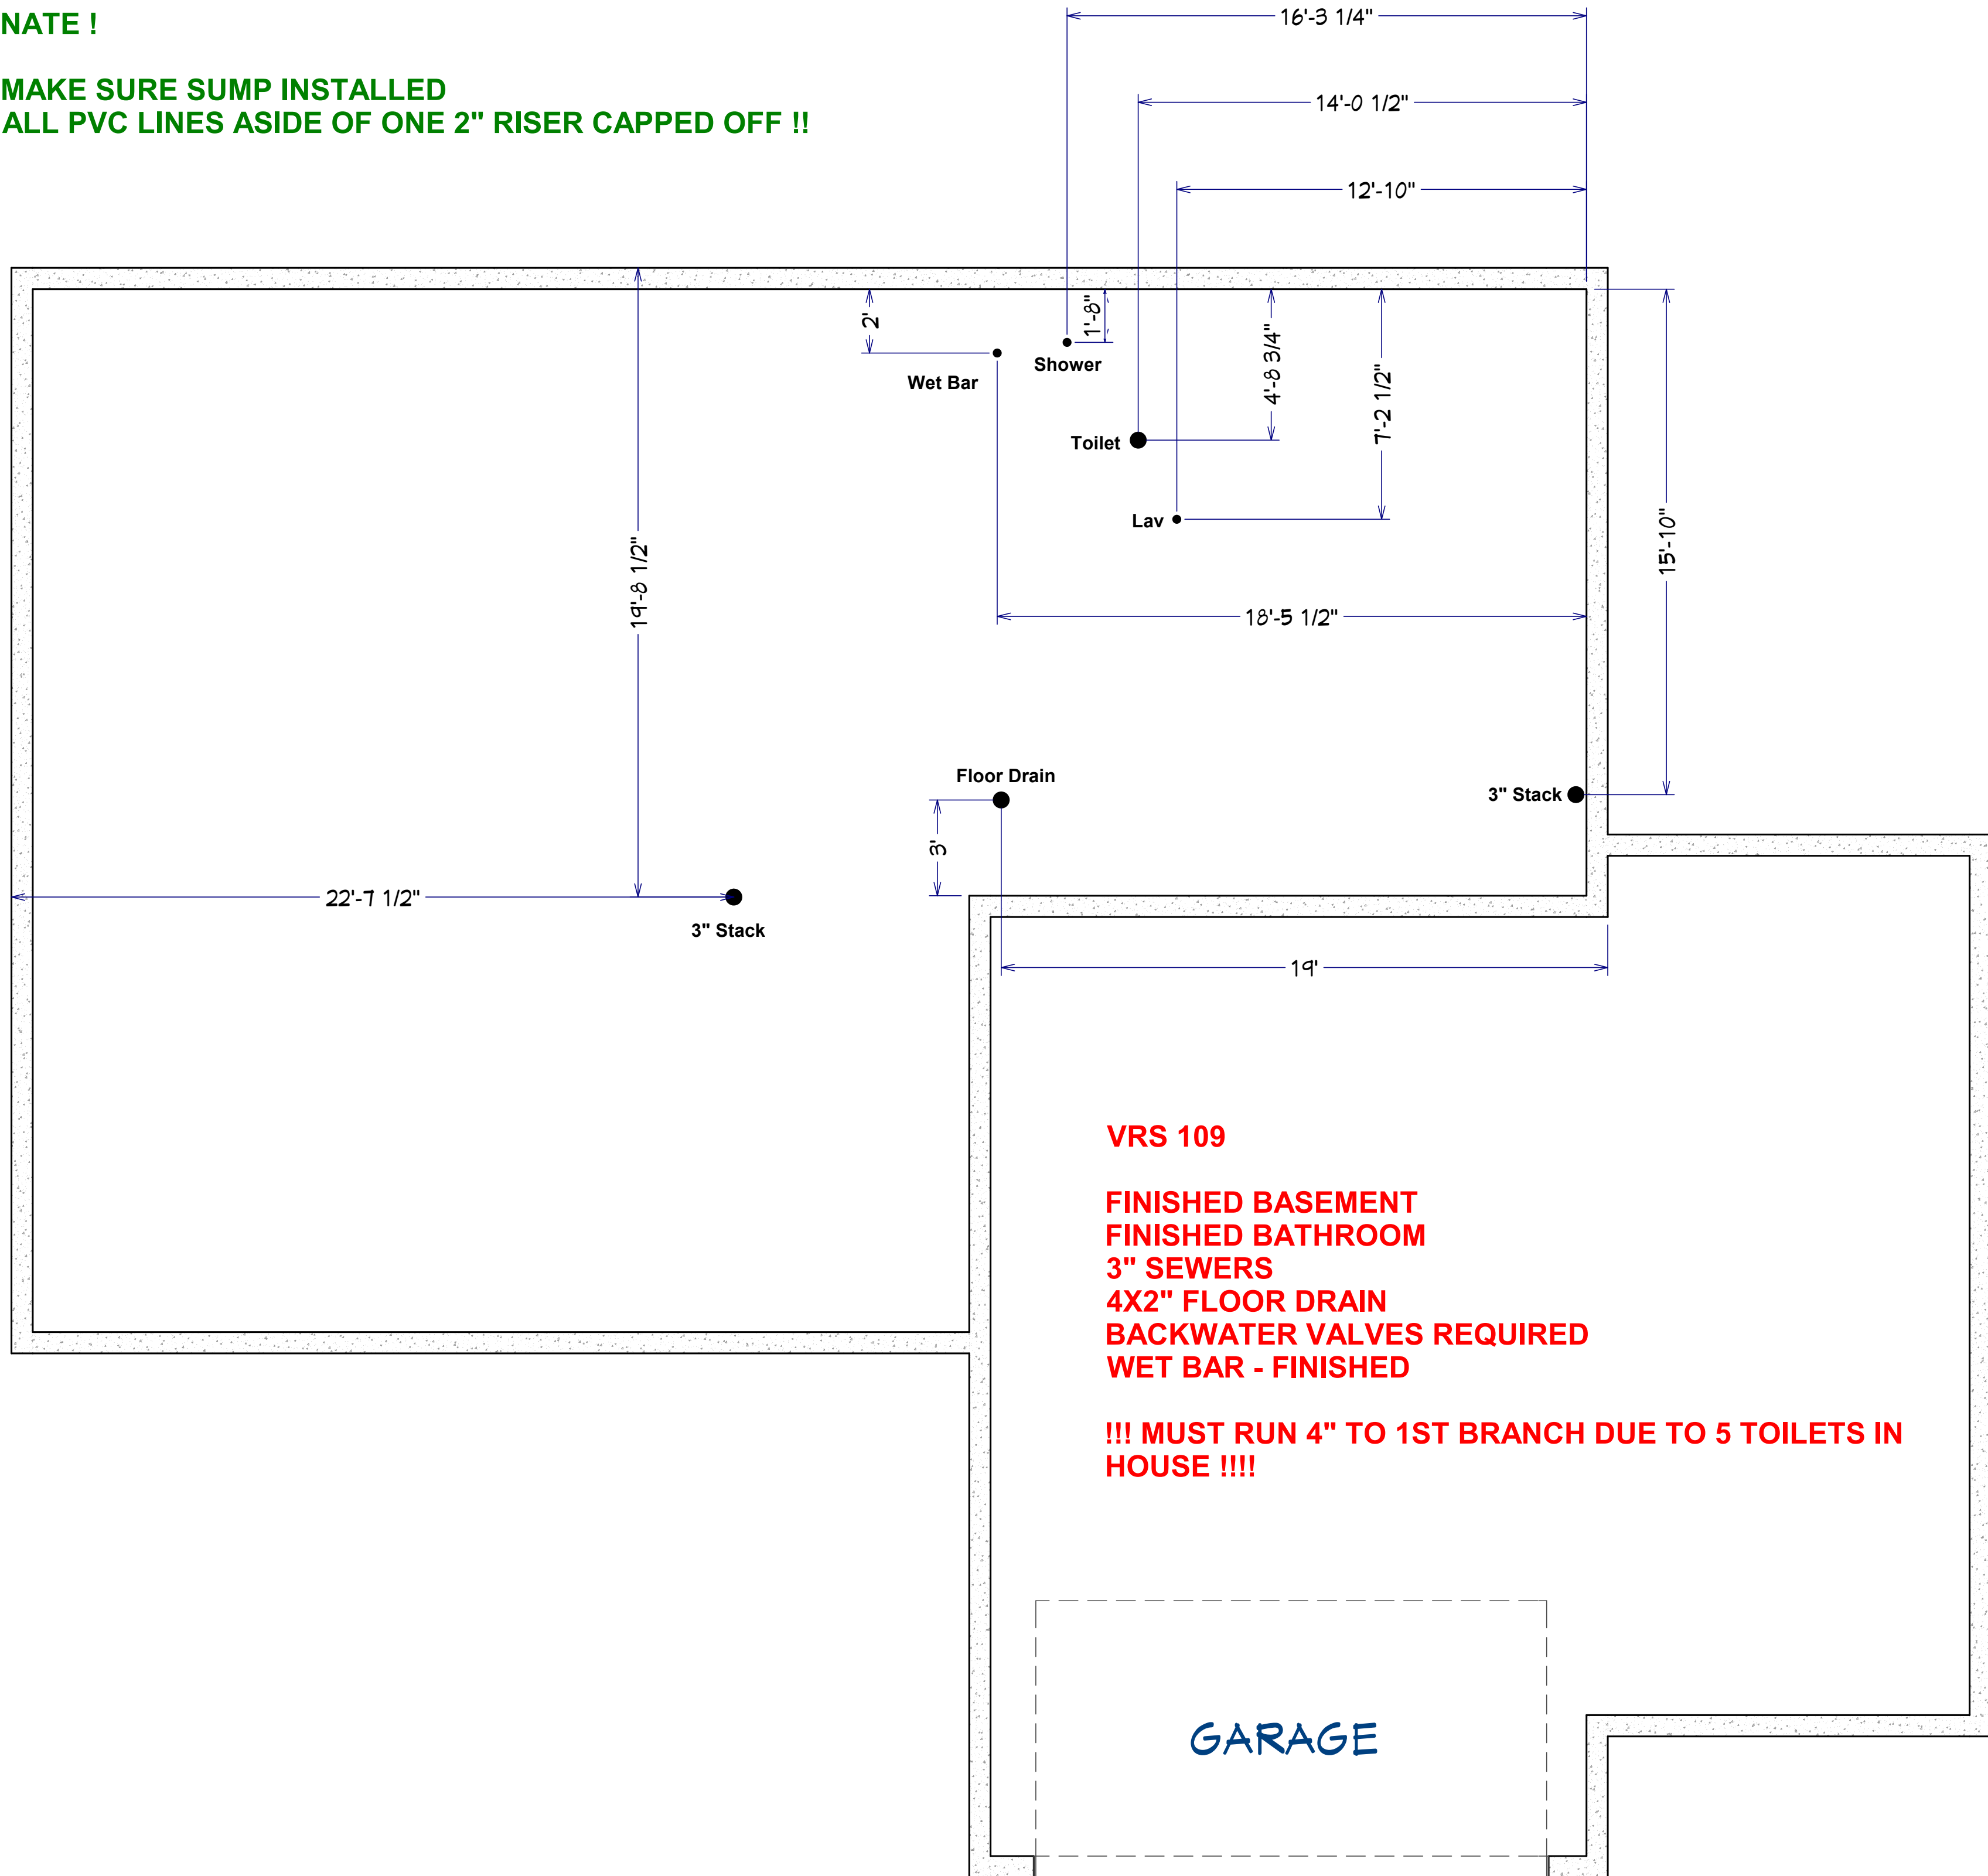 NATE !
MAKE SURE SUMP INSTALLED
ALL PVC LINES ASIDE OF ONE 2" RISER CAPPED OFF !!
16'-3 1/4"
14'-0 1/2"
12'-10"
2'
1'-8"
4'-8 3/4"
7'-2 1/2"
Shower
Wet Bar
Toilet
Lav
15'-10"
19'-8 1/2"
18'-5 1/2"
Floor Drain
3" Stack
3'
22'-7 1/2"
3" Stack
19'
VRS 109
FINISHED BASEMENT
FINISHED BATHROOM
3" SEWERS
4X2" FLOOR DRAIN
BACKWATER VALVES REQUIRED
WET BAR - FINISHED
!!! MUST RUN 4" TO 1ST BRANCH DUE TO 5 TOILETS IN
HOUSE !!!!
GARAGE